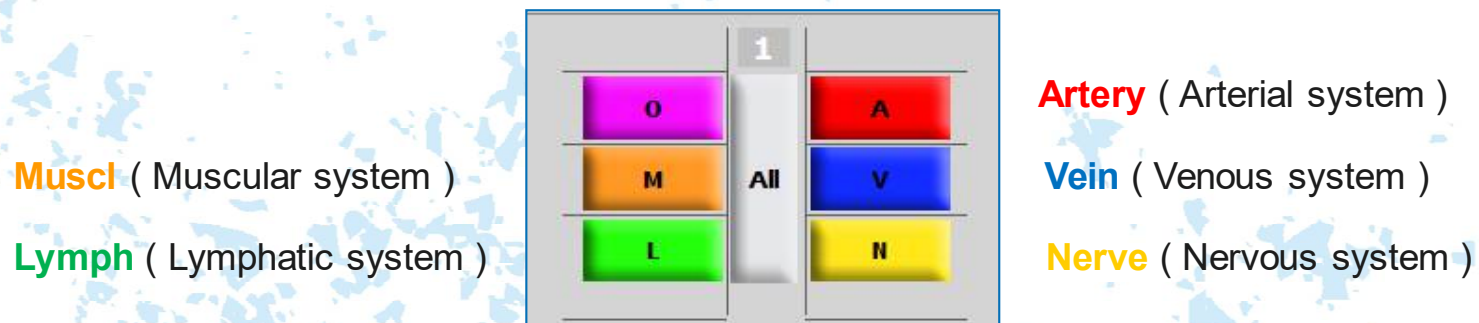 1
O
A
Artery ( Arterial system )
Muscl ( Muscular system )
M
All
V
Vein ( Venous system )
Lymph ( Lymphatic system )
L
N
Nerve ( Nervous system )